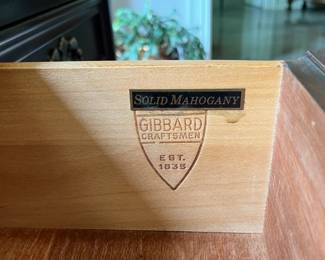 SOLID MAHOGANY
GIBBARD
CRAFTSMEN
EST.
1835